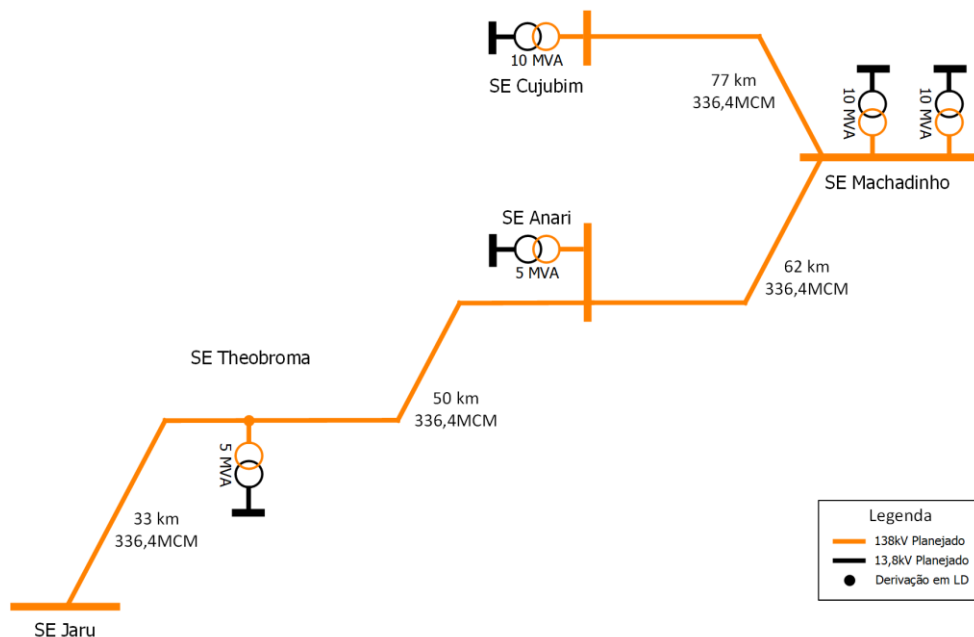 10 MVA
SE Cujubim
77 km
336,4MCM
10 MVA
10 MVA
SE Machadinho
SE Anari
5 MVA
62 km
336,4MCM
SE Theobroma
50 km
336,4MCM
5 MVA
33 km
336,4MCM
SE Jaru
Legenda
138kV Planejado
13,8kV Planejado
Derivação em LD